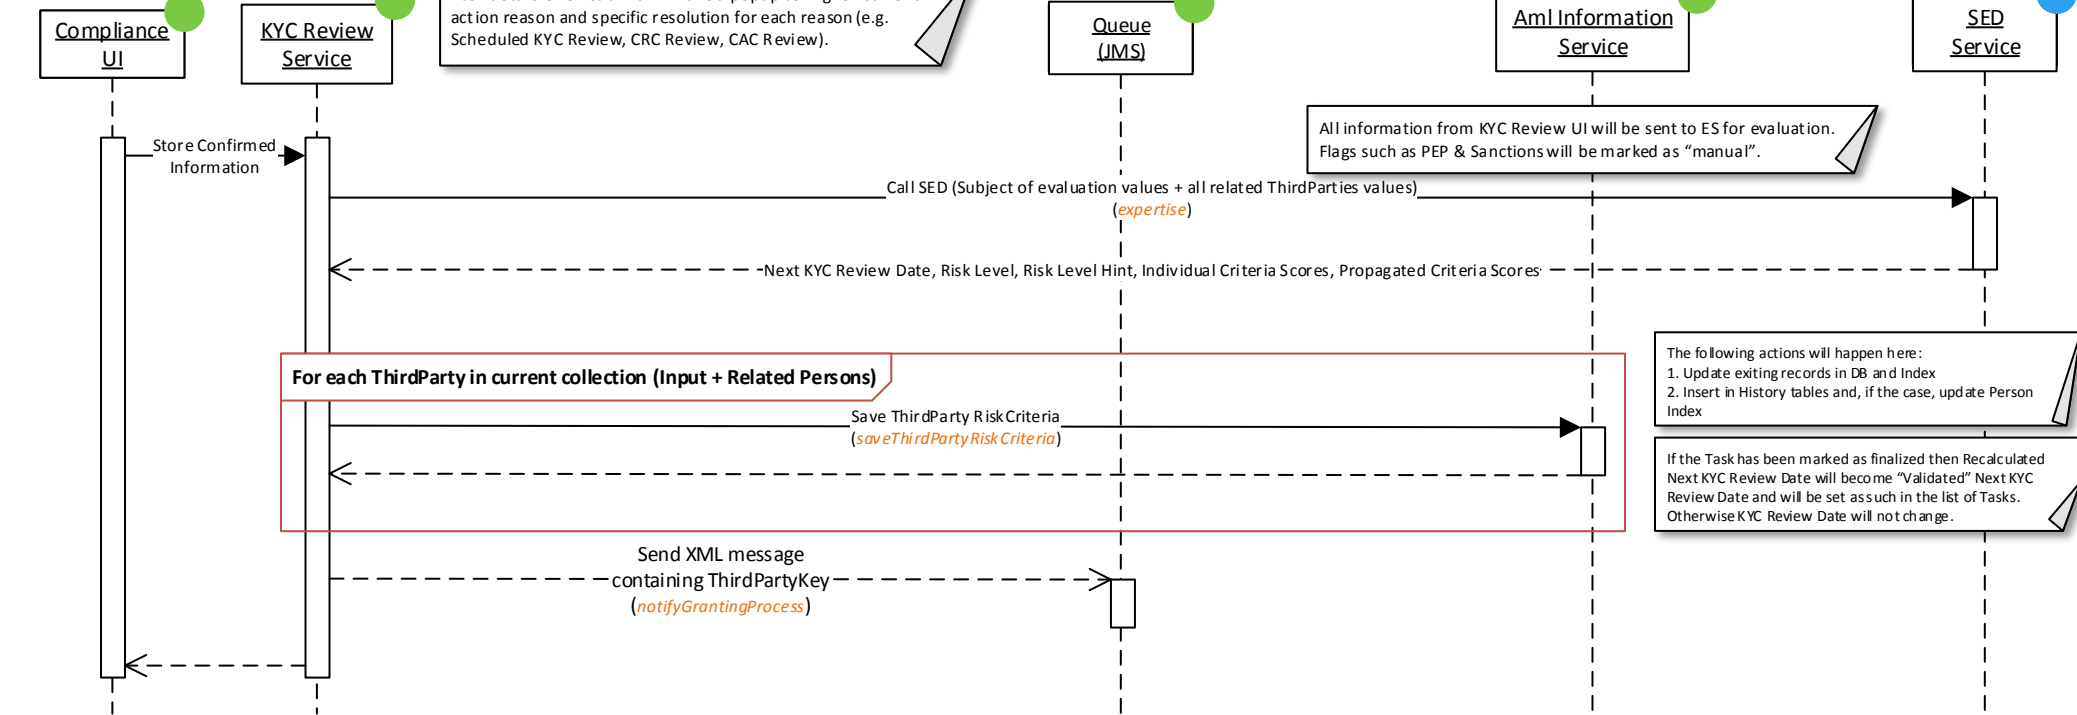 Compliance
UI
KYC Review
Service
action reason and specific resolution for each reason (e.g.
Scheduled KYC Review, CRC Review, CAC Review).
Queue
(JMS)
Aml Information
Service
SED
Service
All information from KYC Review UI will be sent to ES for evaluation.
Flags such as PEP & Sanctions will be marked as “manual”.
Store Confirmed
Information
Call SED (Subject of evaluation values + all related ThirdParties values)
(expertise)
Next KYC Review Date, Risk Level, Risk Level Hint, Individual Criteria Scores, Propagated Criteria Scores
The following actions will happen here:
1. Update exiting records in DB and Index
2. Insert in History tables and, if the case, update Person
Index
For each ThirdParty in current collection (Input + Related Persons)
Save ThirdParty RiskCriteria
(saveThirdPartyRiskCriteria)
If the Task has been marked as finalized then Recalculated
Next KYC Review Date will become “Validated” Next KYC
Review Date and will be set as such in the list of Tasks.
Otherwise KYC Review Date will not change.
Send XML message
containing ThirdPartyKey
(notifyGrantingProcess)